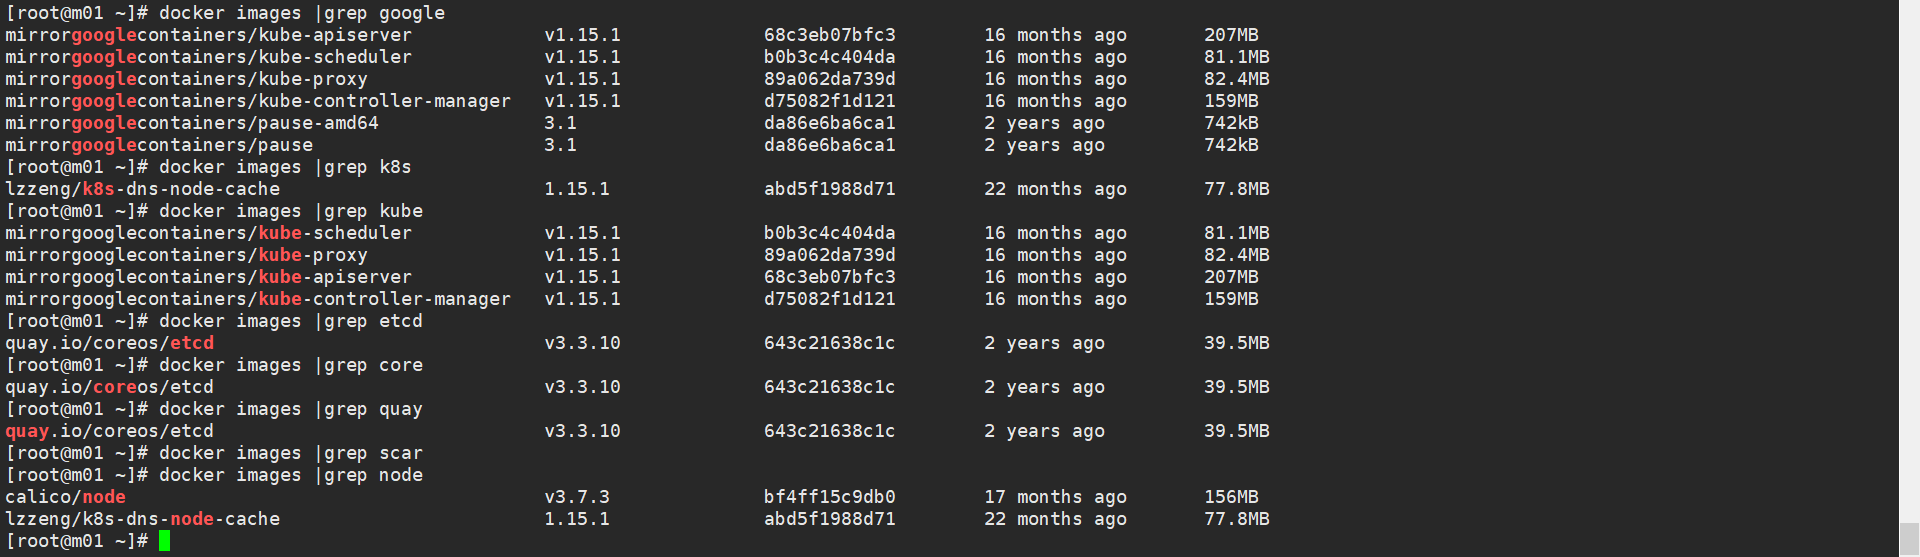 [root@m01 ~]# docker images |grep google
mirrorgooglecontainers/kube-apiserver            v1.15.1             68c3eb07bfc3        16 months ago       207MB
mirrorgooglecontainers/kube-scheduler            v1.15.1             b0b3c4c404da        16 months ago       81.1MB
mirrorgooglecontainers/kube-proxy                v1.15.1             89a062da739d        16 months ago       82.4MB
mirrorgooglecontainers/kube-controller-manager   v1.15.1             d75082f1d121        16 months ago       159MB
mirrorgooglecontainers/pause-amd64               3.1                 da86e6ba6ca1        2 years ago         742kB
mirrorgooglecontainers/pause                     3.1                 da86e6ba6ca1        2 years ago         742kB
[root@m01 ~]# docker images |grep k8s
lzzeng/k8s-dns-node-cache                        1.15.1              abd5f1988d71        22 months ago       77.8MB
[root@m01 ~]# docker images |grep kube
mirrorgooglecontainers/kube-scheduler            v1.15.1             b0b3c4c404da        16 months ago       81.1MB
mirrorgooglecontainers/kube-proxy                v1.15.1             89a062da739d        16 months ago       82.4MB
mirrorgooglecontainers/kube-apiserver            v1.15.1             68c3eb07bfc3        16 months ago       207MB
mirrorgooglecontainers/kube-controller-manager   v1.15.1             d75082f1d121        16 months ago       159MB
[root@m01 ~]# docker images |grep etcd
quay.io/coreos/etcd                              v3.3.10             643c21638c1c        2 years ago         39.5MB
[root@m01 ~]# docker images |grep core
quay.io/coreos/etcd                              v3.3.10             643c21638c1c        2 years ago         39.5MB
[root@m01 ~]# docker images |grep quay
quay.io/coreos/etcd                              v3.3.10             643c21638c1c        2 years ago         39.5MB
[root@m01 ~]# docker images |grep scar
[root@m01 ~]# docker images |grep node
calico/node                                      v3.7.3              bf4ff15c9db0        17 months ago       156MB
lzzeng/k8s-dns-node-cache                        1.15.1              abd5f1988d71        22 months ago       77.8MB
[root@m01 ~]#